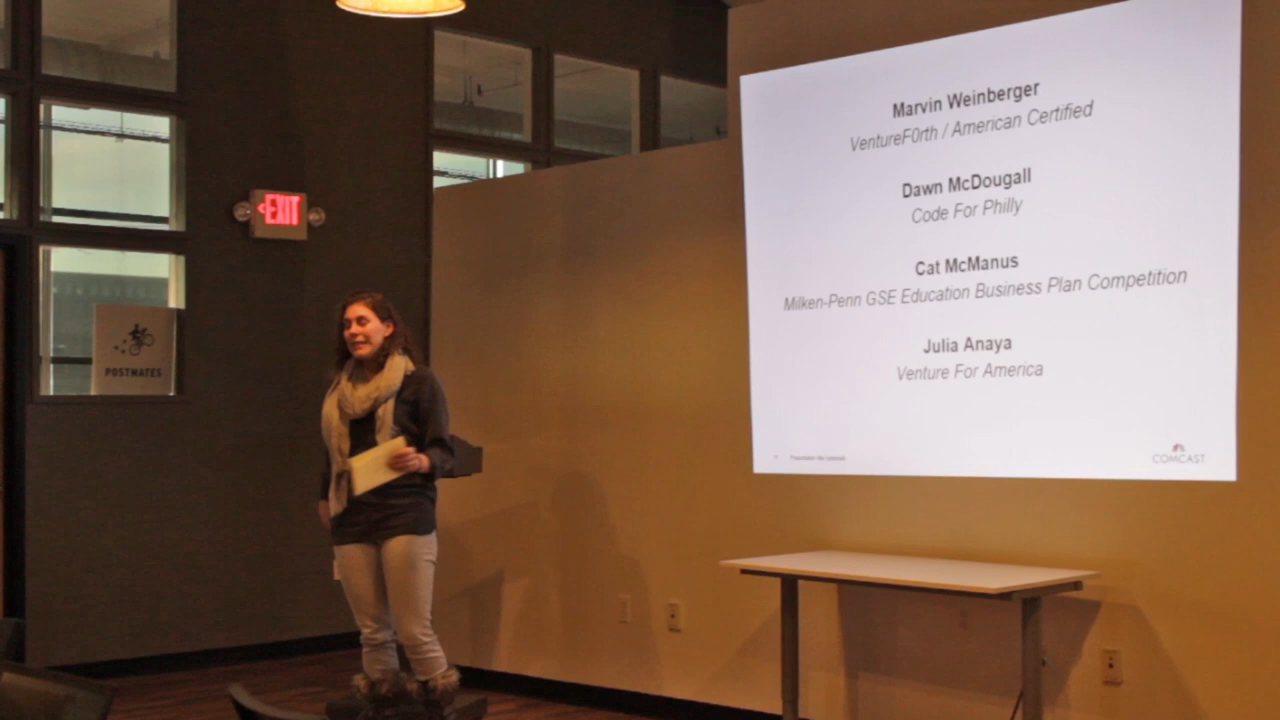 EXIT
POSTMATES
Marvin Weinberger
VentureF0rth / American Certified
Dawn McDougall
Code For Philly
Cat McManus
Milken-Penn GSE Education Business Plan Competition
Julia Anaya
Venture For America
COMCAST